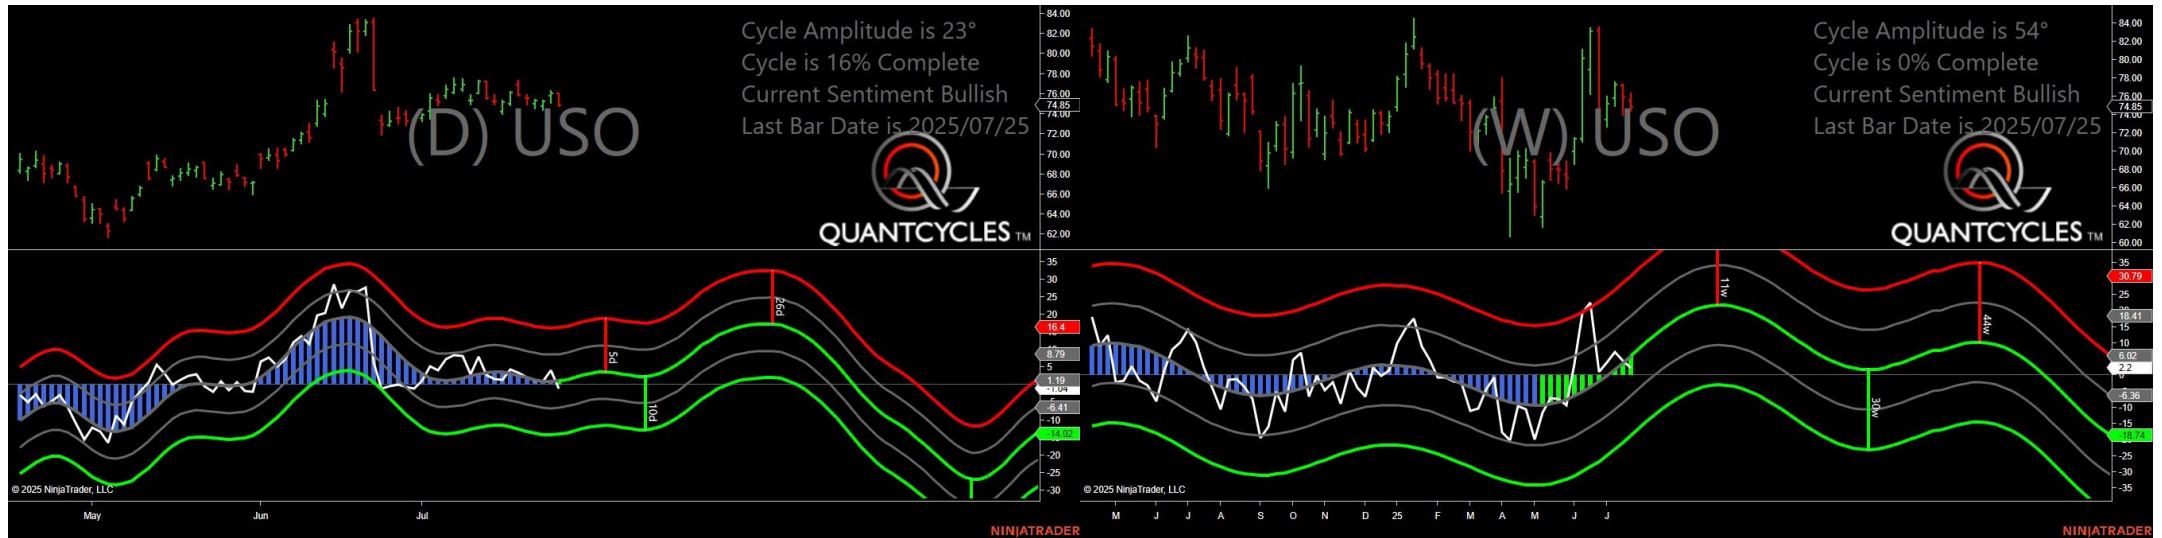 Cycle Amplitude is 23°
Cycle is 16% Complete
Current Sentiment Bullish
Last Bar Date is 2025/07/25
(D) USO
QUANTCYCLES TM
84.00
82.00
80.00
78.00
76.00
74.85
74.00
72.00
70.00
68.00
66.00
64.00
62.00
35
30
25
20
16.4
8.79
5
1.19
-1.04
-6.41
-10
-14.02
-20
-25
-30
5d
10d
26d
© 2025 NinjaTrader, LLC
May
Jun
Jul
NINJATRADER
Cycle Amplitude is 54°
Cycle is 0% Complete
Current Sentiment Bullish
Last Bar Date is 2025/07/25
(W) USO
QUANTCYCLES TM
84.00
82.00
80.00
78.00
76.00
74.85
74.00
72.00
70.00
68.00
66.00
64.00
62.00
60.00
35
30.79
25
18.41
15
10
6.02
2.2
-6.36
-10
-15
-18.74
-25
-30
-35
11w
30w
44w
© 2025 NinjaTrader, LLC
M
J
J
A
S
O
N
D
25
F
M
A
M
J
J
NINJATRADER